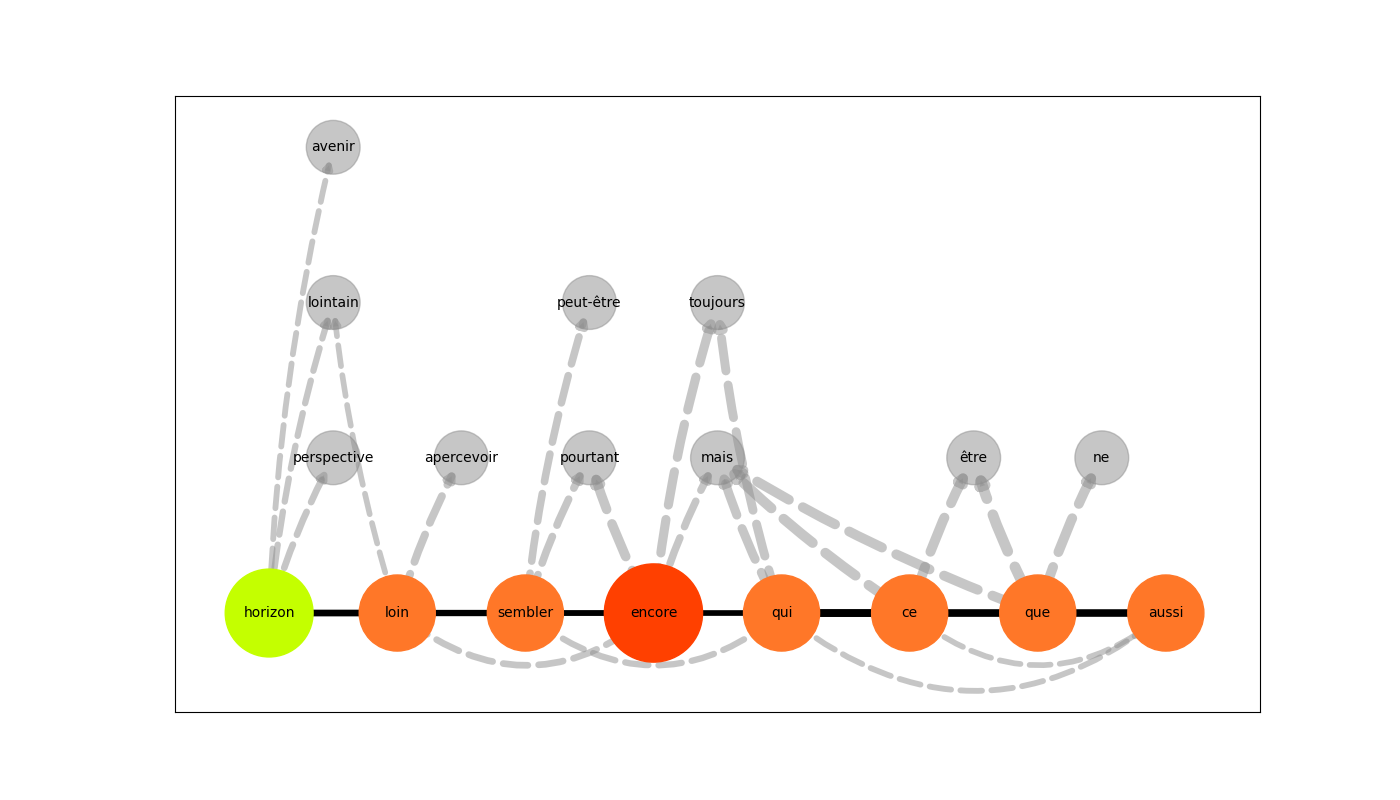 avenir
lointain
peut-être
toujours
perspective
apercevoir
pourtant
mais
être
ne
horizon
loin
sembler
encore
qui
ce
que
aussi